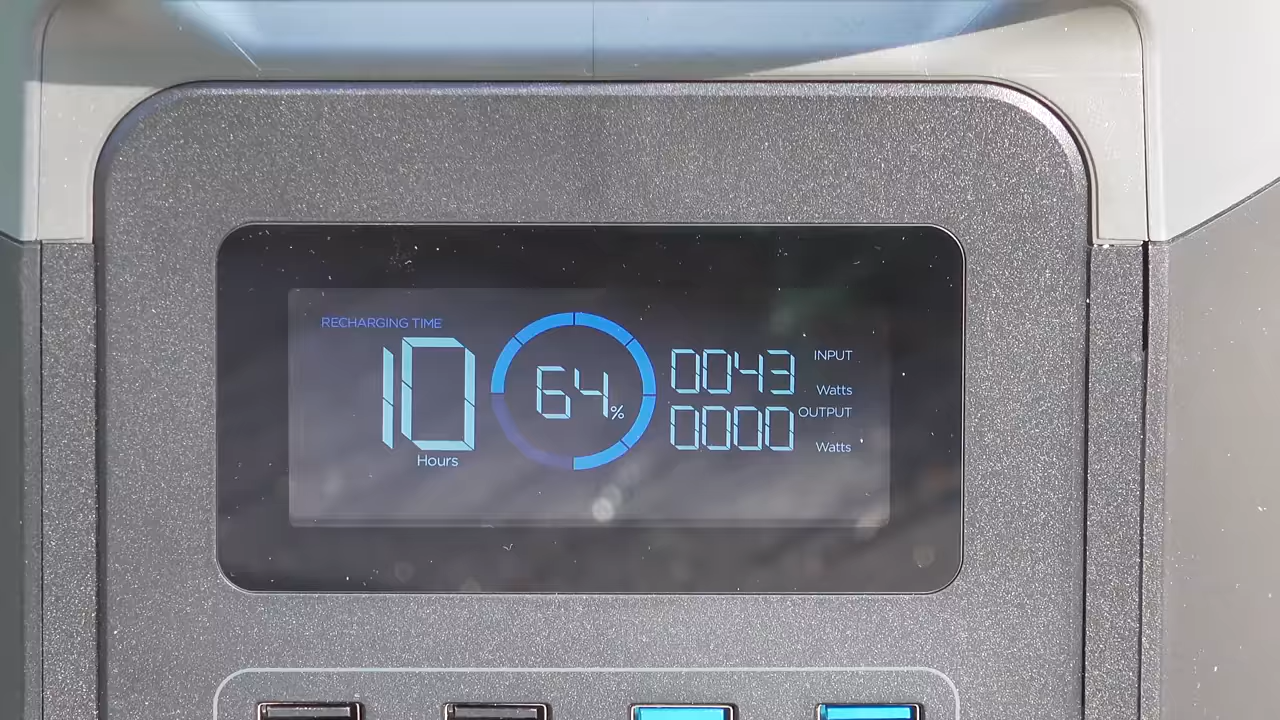 RECHARGING TIME
10
Hours
64%
0043 INPUT
Watts
0000 OUTPUT
Watts